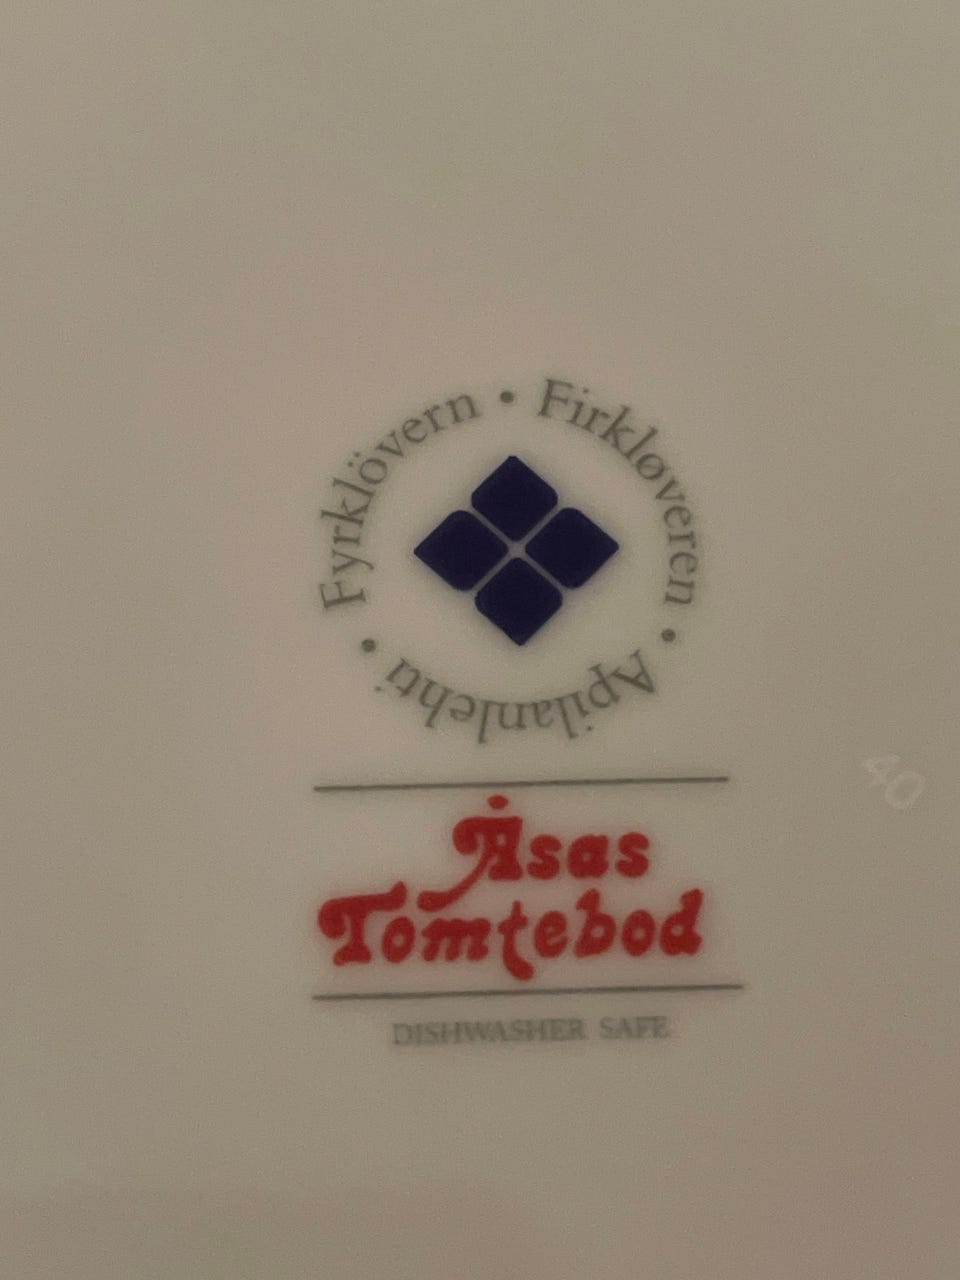 Fyrklövern • Firkløveren • Apilanlehti •
Åsas
Tomtebod
DISHWASHER SAFE
40